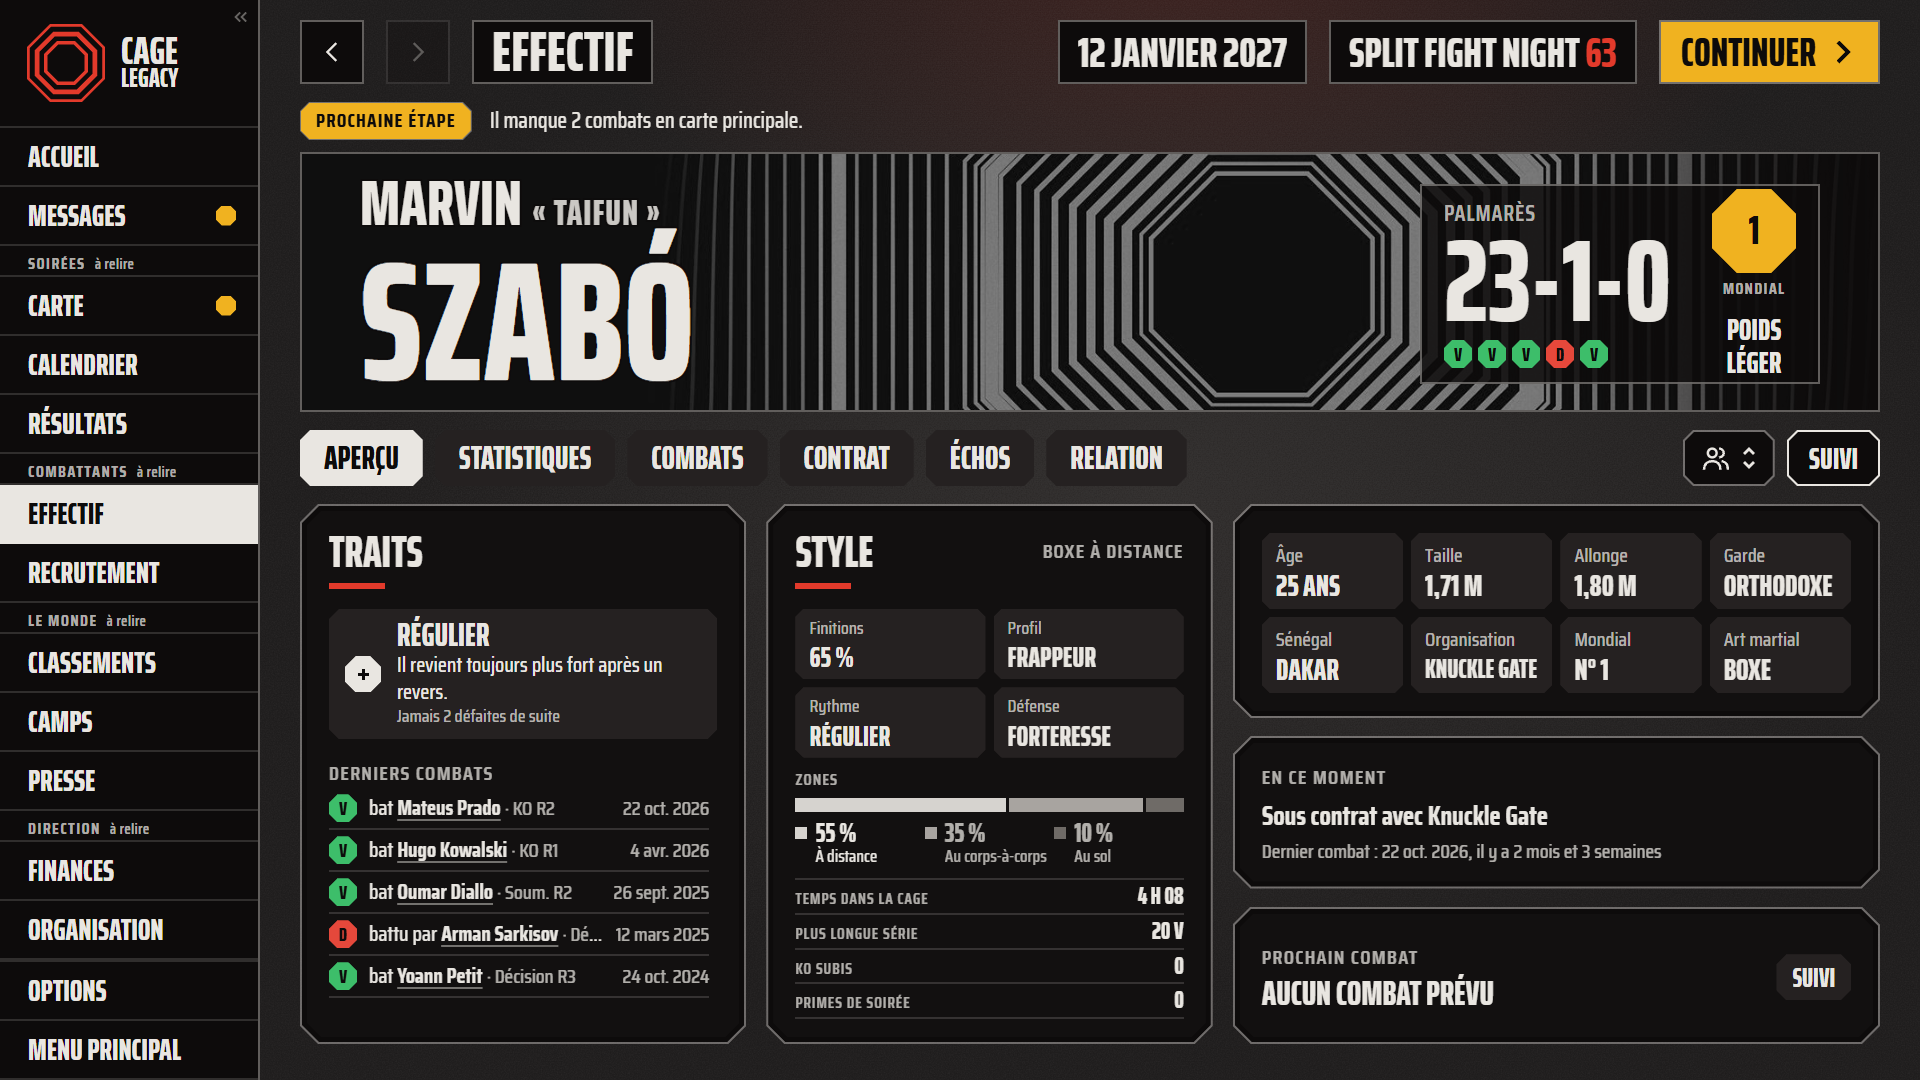 CAGE
LEGACY
ACCUEIL
MESSAGES
SOIRÉES à relire
CARTE
CALENDRIER
RÉSULTATS
COMBATTANTS à relire
EFFECTIF
RECRUTEMENT
LE MONDE à relire
CLASSEMENTS
CAMPS
PRESSE
DIRECTION à relire
FINANCES
ORGANISATION
OPTIONS
MENU PRINCIPAL
EFFECTIF
12 JANVIER 2027
SPLIT FIGHT NIGHT 63
CONTINUER
PROCHAINE ÉTAPE
Il manque 2 combats en carte principale.
MARVIN « TAIFUN »
SZABÓ
PALMARÈS
23-1-0
V V V D V
1
MONDIAL
POIDS
LÉGER
APERÇU
STATISTIQUES
COMBATS
CONTRAT
ÉCHOS
RELATION
SUIVI
TRAITS
RÉGULIER
Il revient toujours plus fort après un
revers.
Jamais 2 défaites de suite
DERNIERS COMBATS
V bat Mateus Prado · KO R2 22 oct. 2026
V bat Hugo Kowalski · KO R1 4 avr. 2026
V bat Oumar Diallo · Soum. R2 26 sept. 2025
D battu par Arman Sarkisov · Dé... 12 mars 2025
V bat Yoann Petit · Décision R3 24 oct. 2024
STYLE
BOXE À DISTANCE
Finitions
65 %
Profil
FRAPPEUR
Rythme
RÉGULIER
Défense
FORTERESSE
ZONES
55 %
À distance
35 %
Au corps-à-corps
10 %
Au sol
TEMPS DANS LA CAGE 4 H 08
PLUS LONGUE SÉRIE 20 V
KO SUBIS 0
PRIMES DE SOIRÉE 0
Âge
25 ANS
Taille
1,71 M
Allonge
1,80 M
Garde
ORTHODOXE
Sénégal
DAKAR
Organisation
KNUCKLE GATE
Mondial
N° 1
Art martial
BOXE
EN CE MOMENT
Sous contrat avec Knuckle Gate
Dernier combat : 22 oct. 2026, il y a 2 mois et 3 semaines
PROCHAIN COMBAT
AUCUN COMBAT PRÉVU
SUIVI